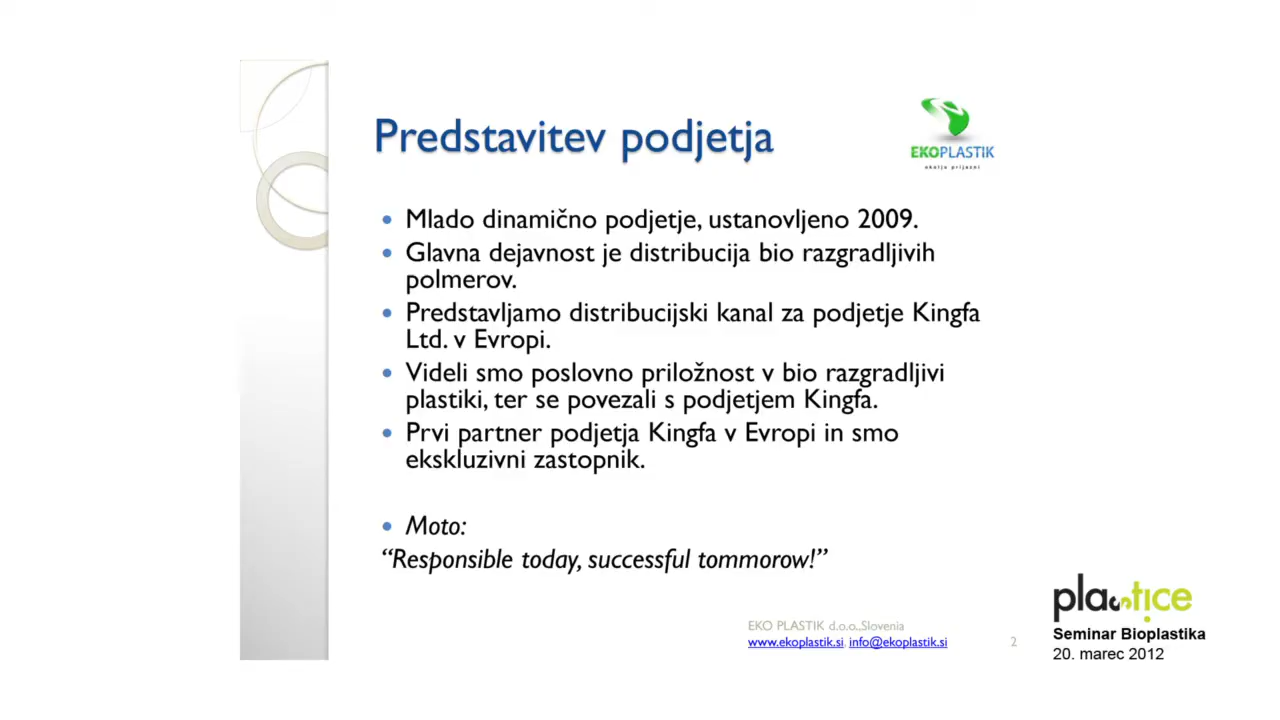 Predstavitev podjetja
EKOPLASTIK
okolju prijazni
• Mlado dinamično podjetje, ustanovljeno 2009.
• Glavna dejavnost je distribucija bio razgradljivih
polmerov.
• Predstavljamo distribucijski kanal za podjetje Kingfa
Ltd. v Evropi.
• Videli smo poslovno priložnost v bio razgradljivi
plastiki, ter se povezali s podjetjem Kingfa.
• Prvi partner podjetja Kingfa v Evropi in smo
ekskluzivni zastopnik.
• Moto:
“Responsible today, successful tommorow!”
EKO PLASTIK d.o.o.,Slovenia
www.ekoplastik.si, info@ekoplastik.si
2
plastice
Seminar Bioplastika
20. marec 2012